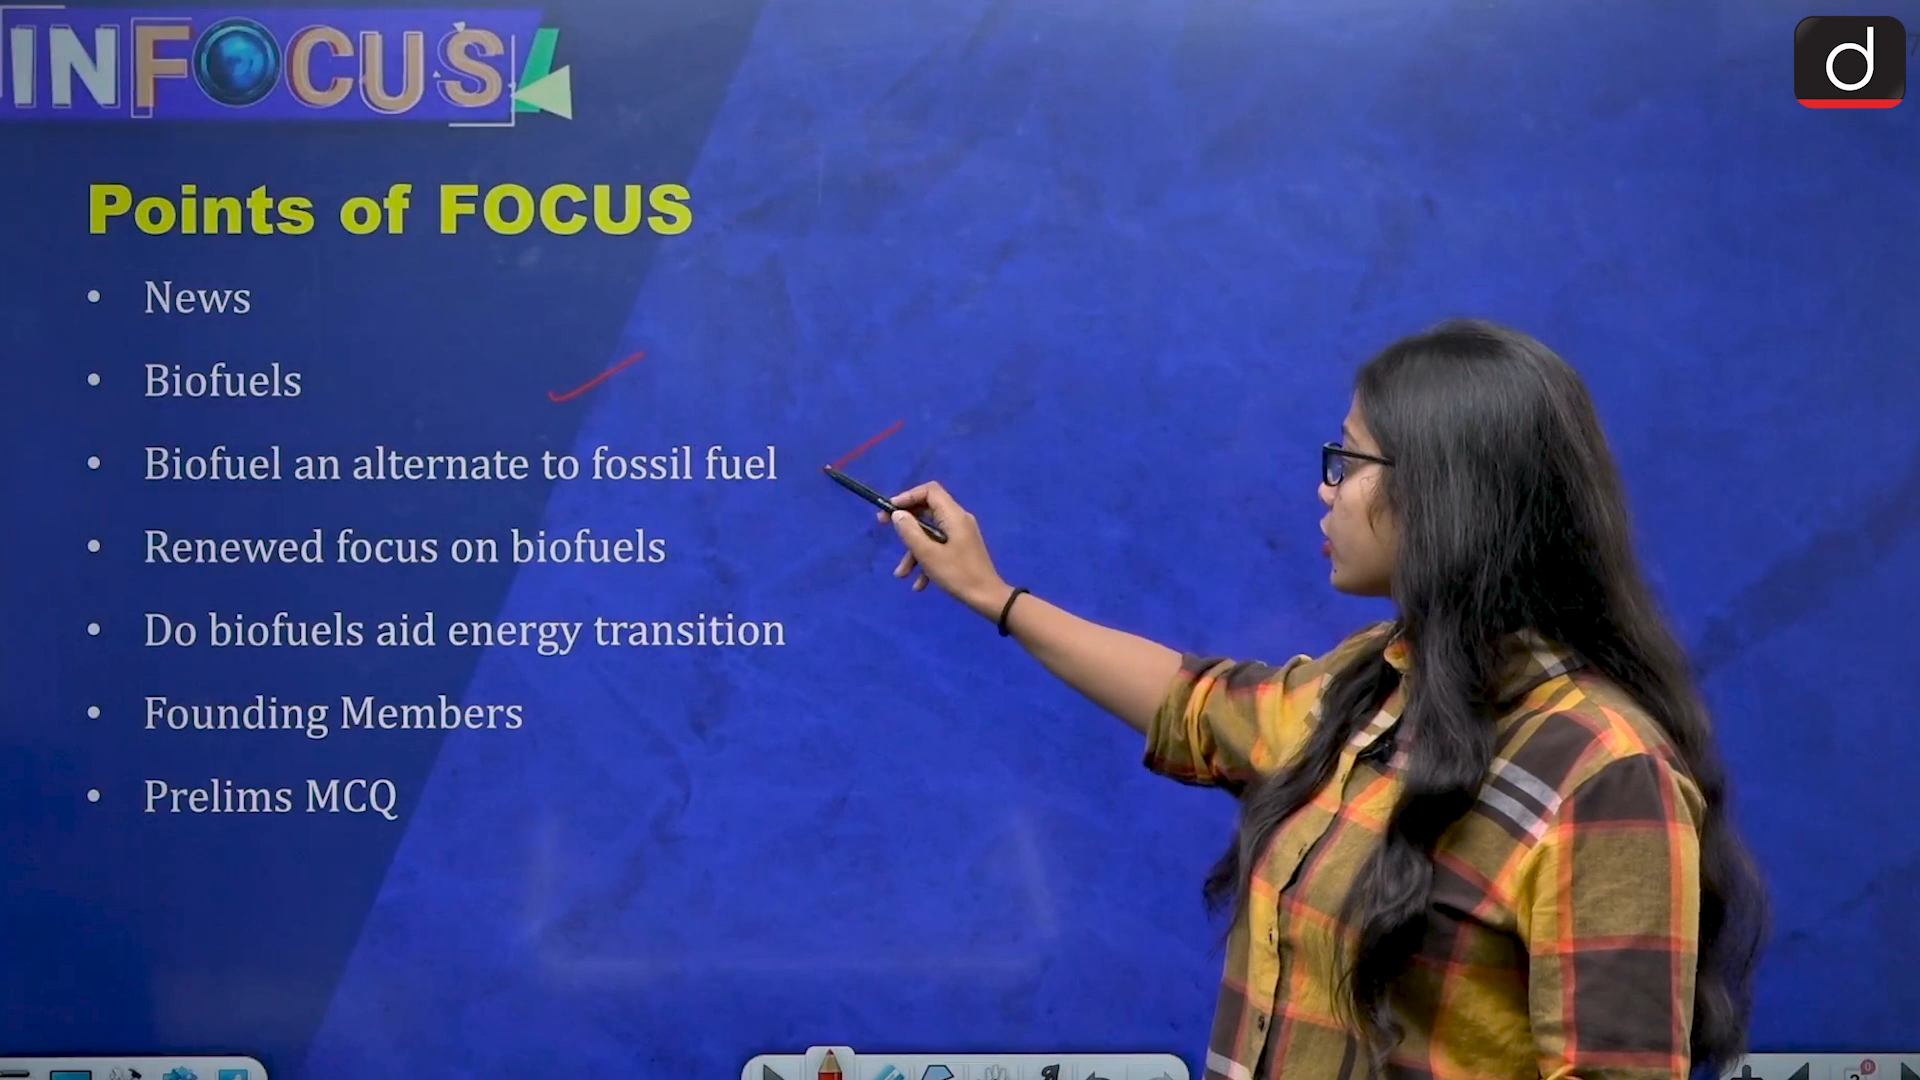 INFOCUS
d
Points of FOCUS
• News
• Biofuels
• Biofuel an alternate to fossil fuel
• Renewed focus on biofuels
• Do biofuels aid energy transition
• Founding Members
• Prelims MCQ